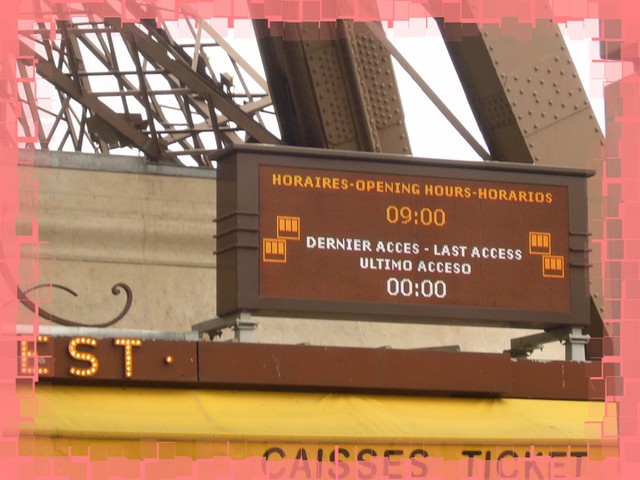 HORAIRES-OPENING HOURS-HORARIOS
09:00
DERNIER ACCES - LAST ACCESS
ULTIMO ACCESO
00:00
EST
CAISSES TICKET